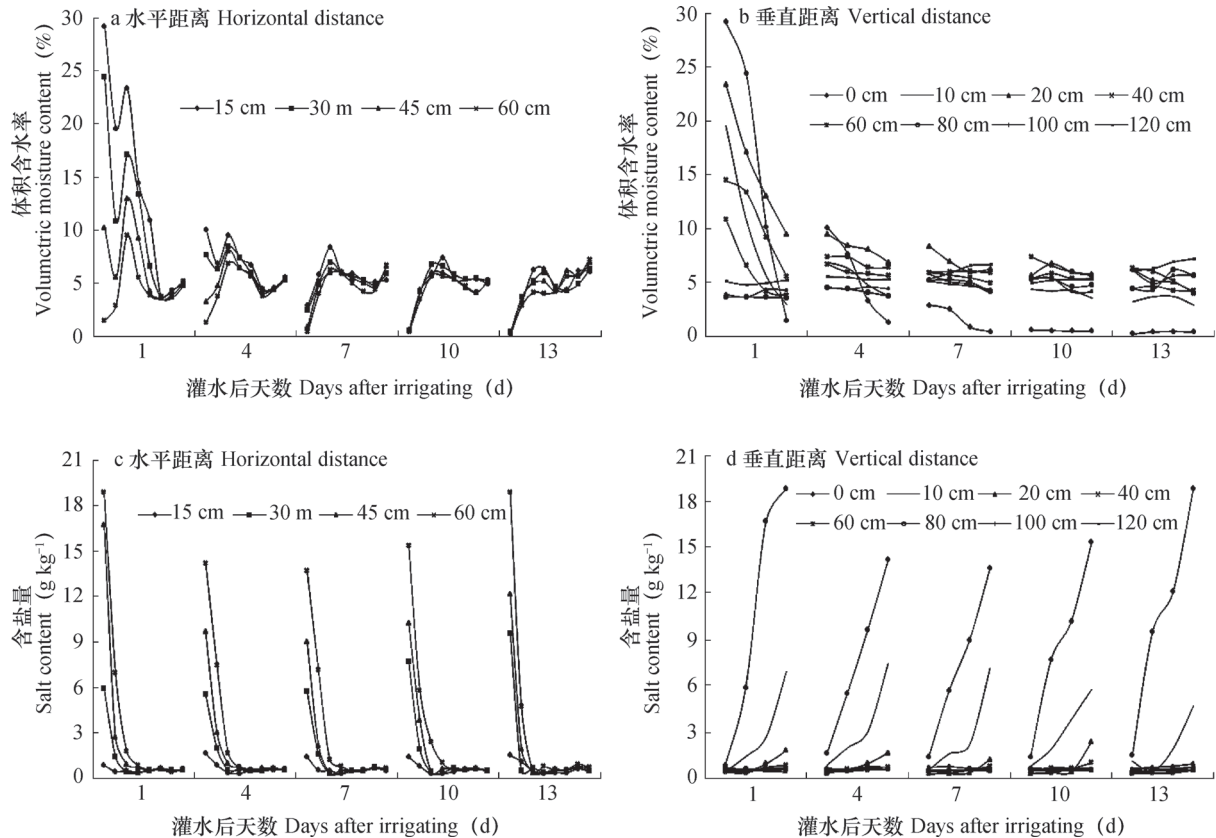 a 水平距离 Horizontal distance
30
25
20
15
10
5
0
体积含水率
Volumctric moisture content（%）
15 cm 30 m 45 cm 60 cm
1 4 7 10 13
灌水后天数 Days after irrigating（d）
b 垂直距离 Vertical distance
30
25
20
15
10
5
0
体积含水率
Volumctric moisture content（%）
0 cm 10 cm 20 cm 40 cm
60 cm 80 cm 100 cm 120 cm
1 4 7 10 13
灌水后天数 Days after irrigating（d）
c 水平距离 Horizontal distance
21
18
15
12
9
6
3
0
含盐量
Salt content（g kg⁻¹）
15 cm 30 m 45 cm 60 cm
1 4 7 10 13
灌水后天数 Days after irrigating（d）
d 垂直距离 Vertical distance
21
18
15
12
9
6
3
0
含盐量
Salt content（g kg⁻¹）
0 cm 10 cm 20 cm 40 cm
60 cm 80 cm 100 cm 120 cm
1 4 7 10 13
灌水后天数 Days after irrigating（d）